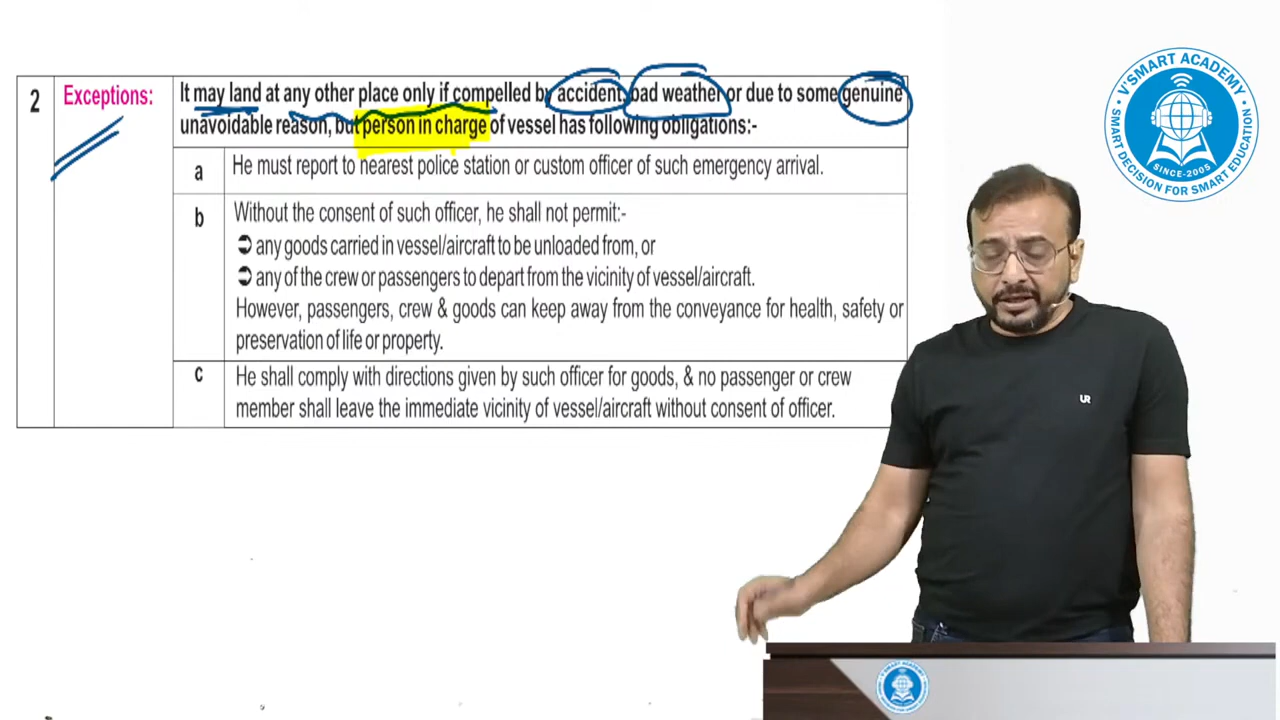 2 Exceptions: It may land at any other place only if compelled by accident, bad weather or due to some genuine
unavoidable reason, but person in charge of vessel has following obligations:-
a He must report to nearest police station or custom officer of such emergency arrival.
b Without the consent of such officer, he shall not permit:-
➲ any goods carried in vessel/aircraft to be unloaded from, or
➲ any of the crew or passengers to depart from the vicinity of vessel/aircraft.
However, passengers, crew & goods can keep away from the conveyance for health, safety or
preservation of life or property.
c He shall comply with directions given by such officer for goods, & no passenger or crew
member shall leave the immediate vicinity of vessel/aircraft without consent of officer.
V'SMART ACADEMY
SINCE-2005
SMART DECISION FOR SMART EDUCATION
UR